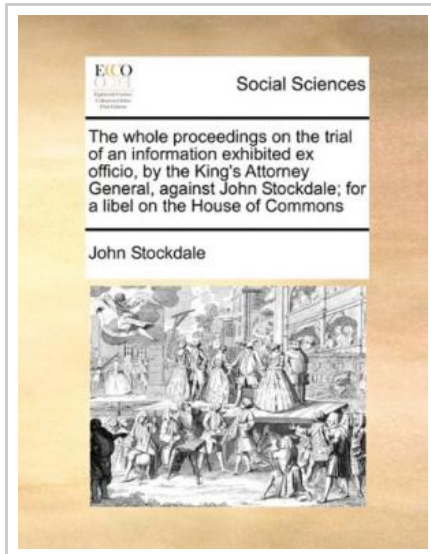 ECCO
Social Sciences
The whole proceedings on the trial
of an information exhibited ex
officio, by the King's Attorney
General, against John Stockdale; for
a libel on the House of Commons
John Stockdale